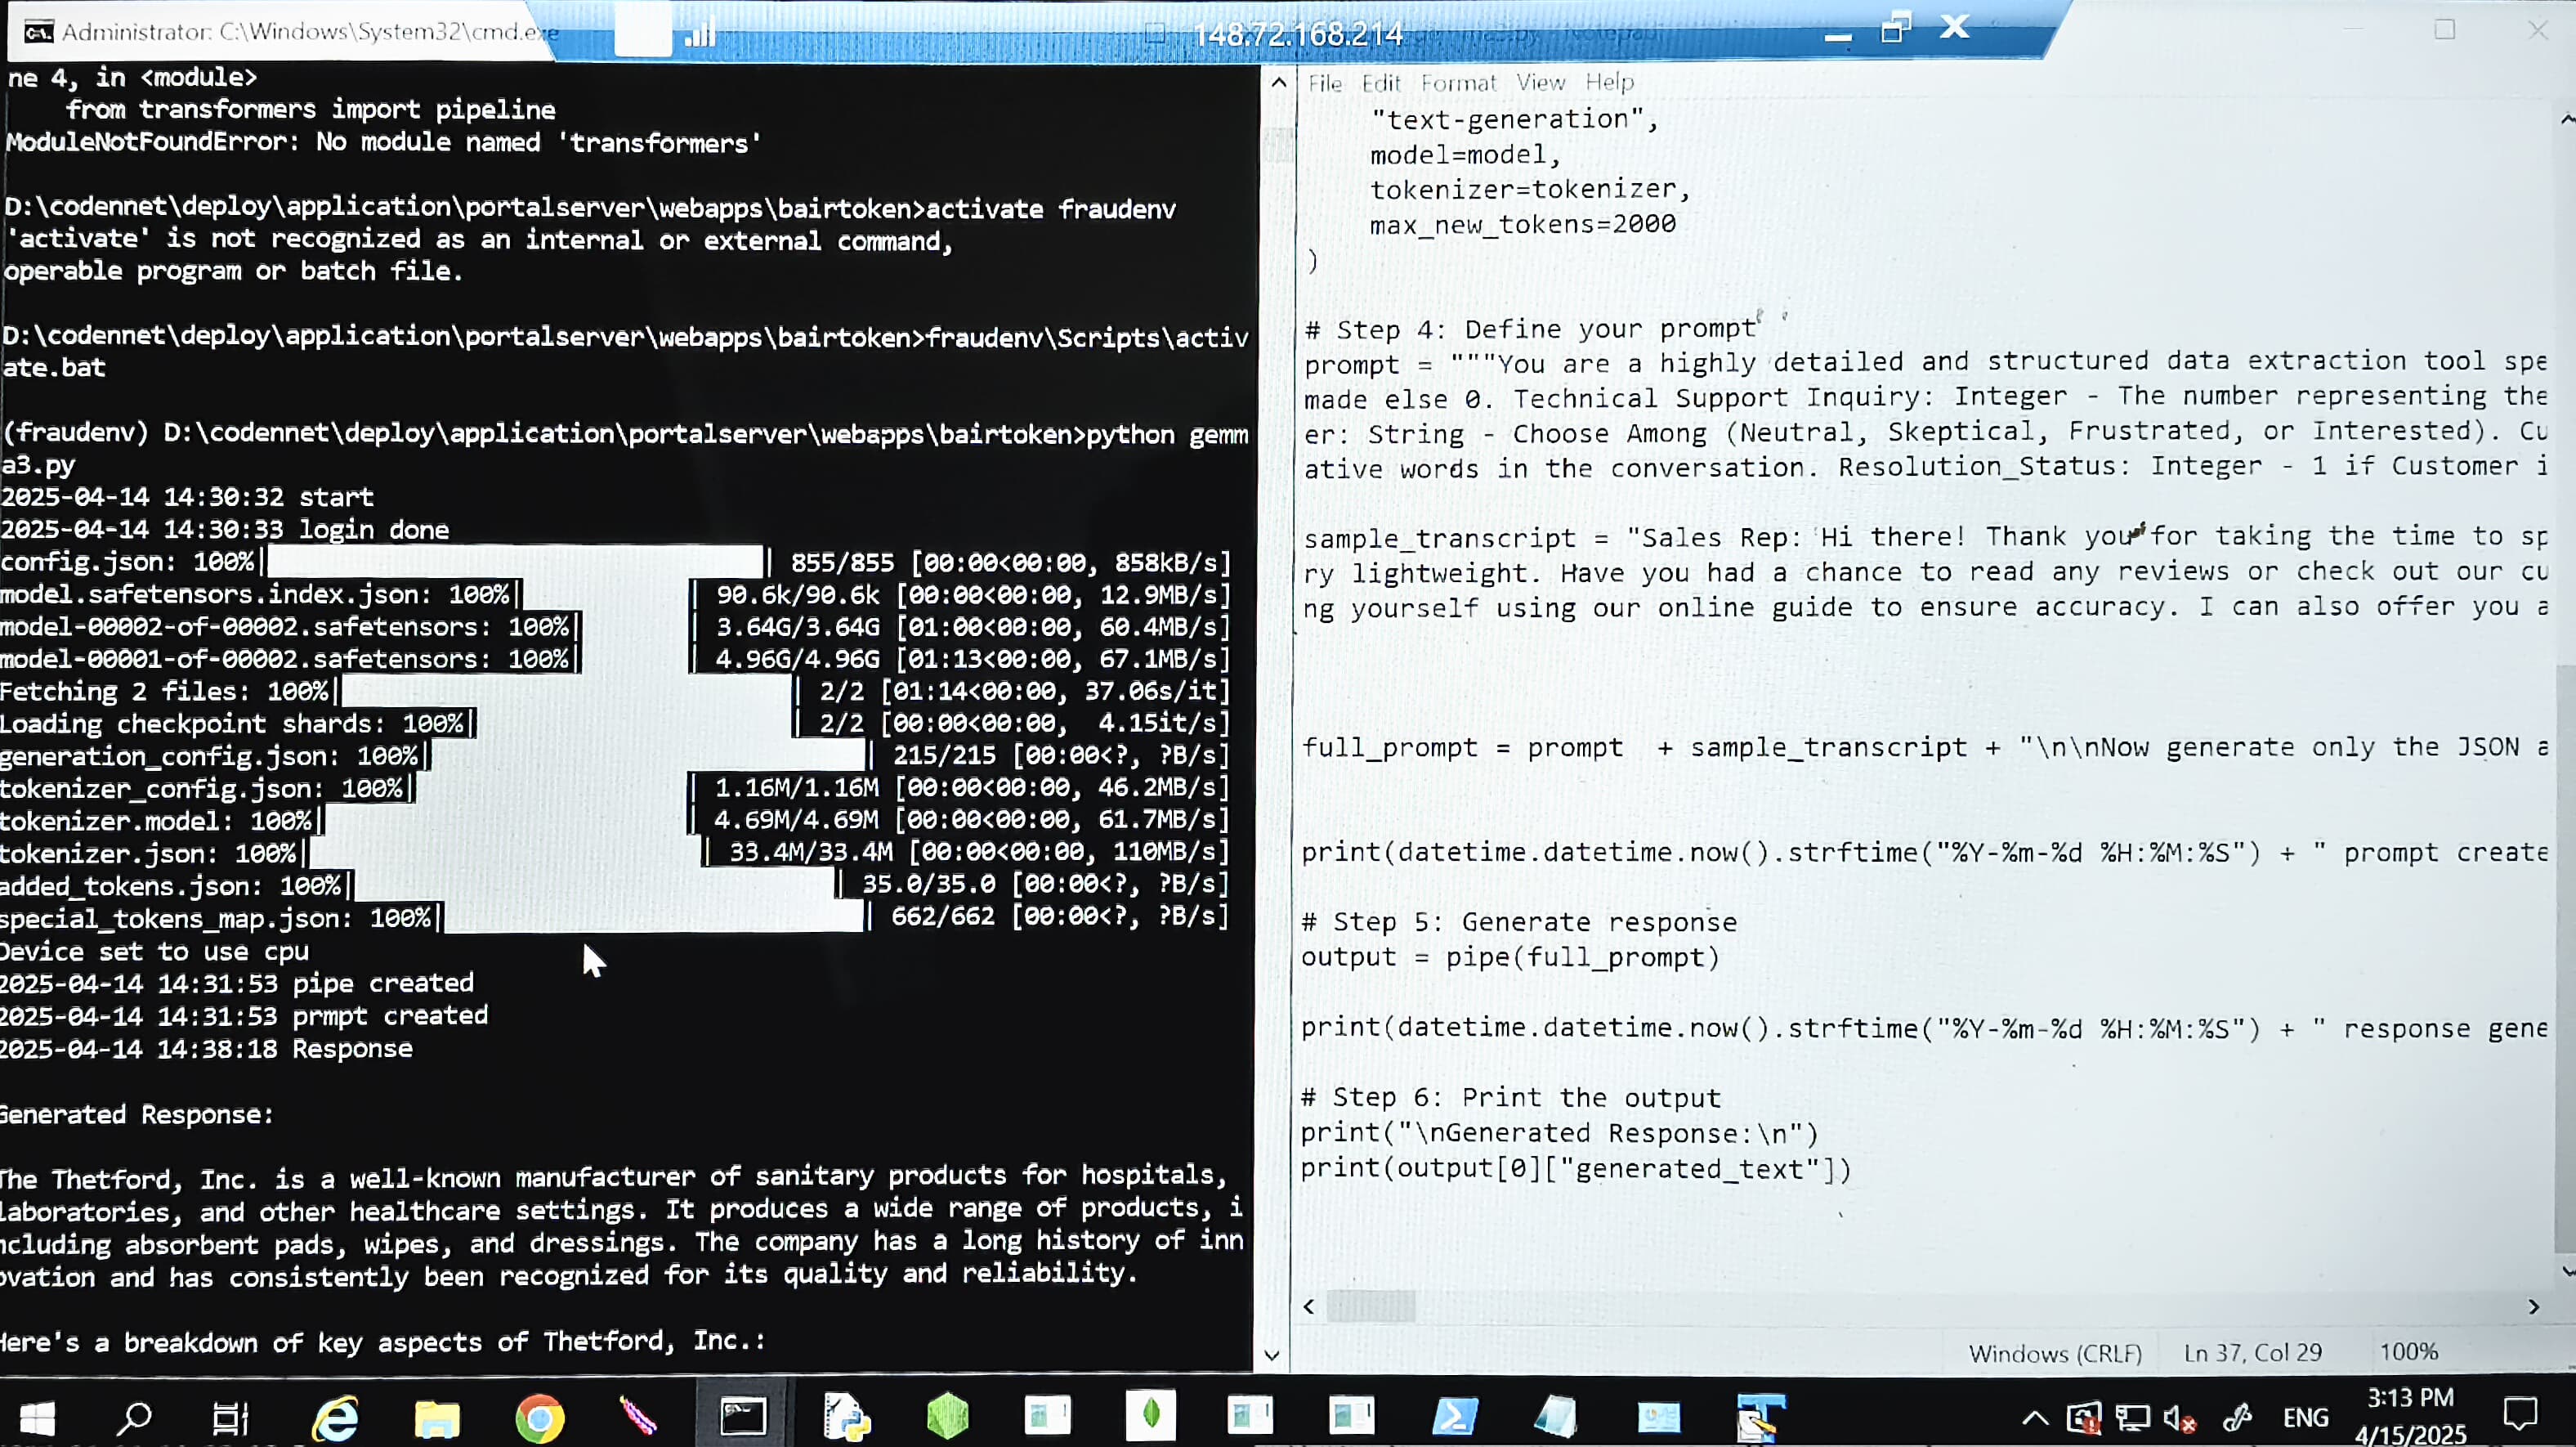 Administrator: C:\Windows\System32\cmd.exe
148.72.168.214
ne 4, in <module>
from transformers import pipeline
ModuleNotFoundError: No module named 'transformers'
D:\codennet\deploy\application\portalserver\webapps\bairtoken>activate fraudenv
'activate' is not recognized as an internal or external command,
operable program or batch file.
D:\codennet\deploy\application\portalserver\webapps\bairtoken>fraudenv\Scripts\activ
ate.bat
(fraudenv) D:\codennet\deploy\application\portalserver\webapps\bairtoken>python gemm
a3.py
2025-04-14 14:30:32 start
2025-04-14 14:30:33 login done
config.json: 100%| | 855/855 [00:00<00:00, 858kB/s]
model.safetensors.index.json: 100%| | 90.6k/90.6k [00:00<00:00, 12.9MB/s]
model-00002-of-00002.safetensors: 100%| | 3.64G/3.64G [01:00<00:00, 60.4MB/s]
model-00001-of-00002.safetensors: 100%| | 4.96G/4.96G [01:13<00:00, 67.1MB/s]
Fetching 2 files: 100%| | 2/2 [01:14<00:00, 37.06s/it]
Loading checkpoint shards: 100%| | 2/2 [00:00<00:00, 4.15it/s]
generation_config.json: 100%| | 215/215 [00:00<?, ?B/s]
tokenizer_config.json: 100%| | 1.16M/1.16M [00:00<00:00, 46.2MB/s]
tokenizer.model: 100%| | 4.69M/4.69M [00:00<00:00, 61.7MB/s]
tokenizer.json: 100%| | 33.4M/33.4M [00:00<00:00, 110MB/s]
added_tokens.json: 100%| | 35.0/35.0 [00:00<?, ?B/s]
special_tokens_map.json: 100%| | 662/662 [00:00<?, ?B/s]
Device set to use cpu
2025-04-14 14:31:53 pipe created
2025-04-14 14:31:53 prmpt created
2025-04-14 14:38:18 Response
Generated Response:
The Thetford, Inc. is a well-known manufacturer of sanitary products for hospitals,
laboratories, and other healthcare settings. It produces a wide range of products, i
ncluding absorbent pads, wipes, and dressings. The company has a long history of inn
ovation and has consistently been recognized for its quality and reliability.
Here's a breakdown of key aspects of Thetford, Inc.:
File Edit Format View Help
"text-generation",
model=model,
tokenizer=tokenizer,
max_new_tokens=2000
)
# Step 4: Define your prompt
prompt = """You are a highly detailed and structured data extraction tool spe
made else 0. Technical Support Inquiry: Integer - The number representing the
er: String - Choose Among (Neutral, Skeptical, Frustrated, or Interested). Cu
ative words in the conversation. Resolution_Status: Integer - 1 if Customer i
sample_transcript = "Sales Rep: Hi there! Thank you for taking the time to sp
ry lightweight. Have you had a chance to read any reviews or check out our cu
ng yourself using our online guide to ensure accuracy. I can also offer you a
full_prompt = prompt + sample_transcript + "\n\nNow generate only the JSON a
print(datetime.datetime.now().strftime("%Y-%m-%d %H:%M:%S") + " prompt create
# Step 5: Generate response
output = pipe(full_prompt)
print(datetime.datetime.now().strftime("%Y-%m-%d %H:%M:%S") + " response gene
# Step 6: Print the output
print("\nGenerated Response:\n")
print(output[0]["generated_text"])
Windows (CRLF) Ln 37, Col 29 100%
ENG
3:13 PM
4/15/2025